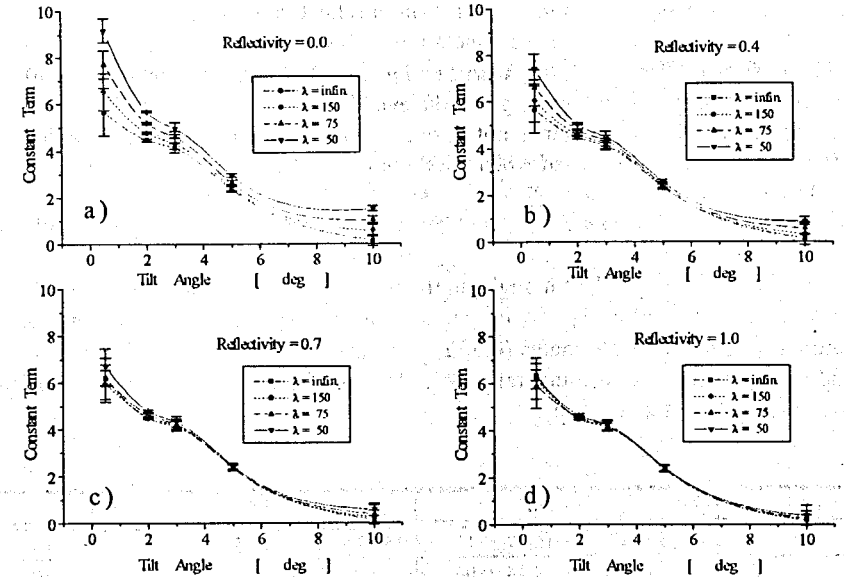 10
8
6
4
2
0
Constant Term
Reflectivity = 0.0
λ = infin.
λ = 150
λ = 75
λ = 50
a)
0 2 4 6 8 10
Tilt Angle [ deg ]
10
8
6
4
2
0
Constant Term
Reflectivity = 0.4
λ = infin.
λ = 150
λ = 75
λ = 50
b)
0 2 4 6 8 10
Tilt Angle [ deg ]
10
8
6
4
2
0
Constant Term
Reflectivity = 0.7
λ = infin.
λ = 150
λ = 75
λ = 50
c)
0 2 4 6 8 10
Tilt Angle [ deg ]
10
8
6
4
2
0
Constant Term
Reflectivity = 1.0
λ = infin.
λ = 150
λ = 75
λ = 50
d)
0 2 4 6 8 10
Tilt Angle [ deg ]